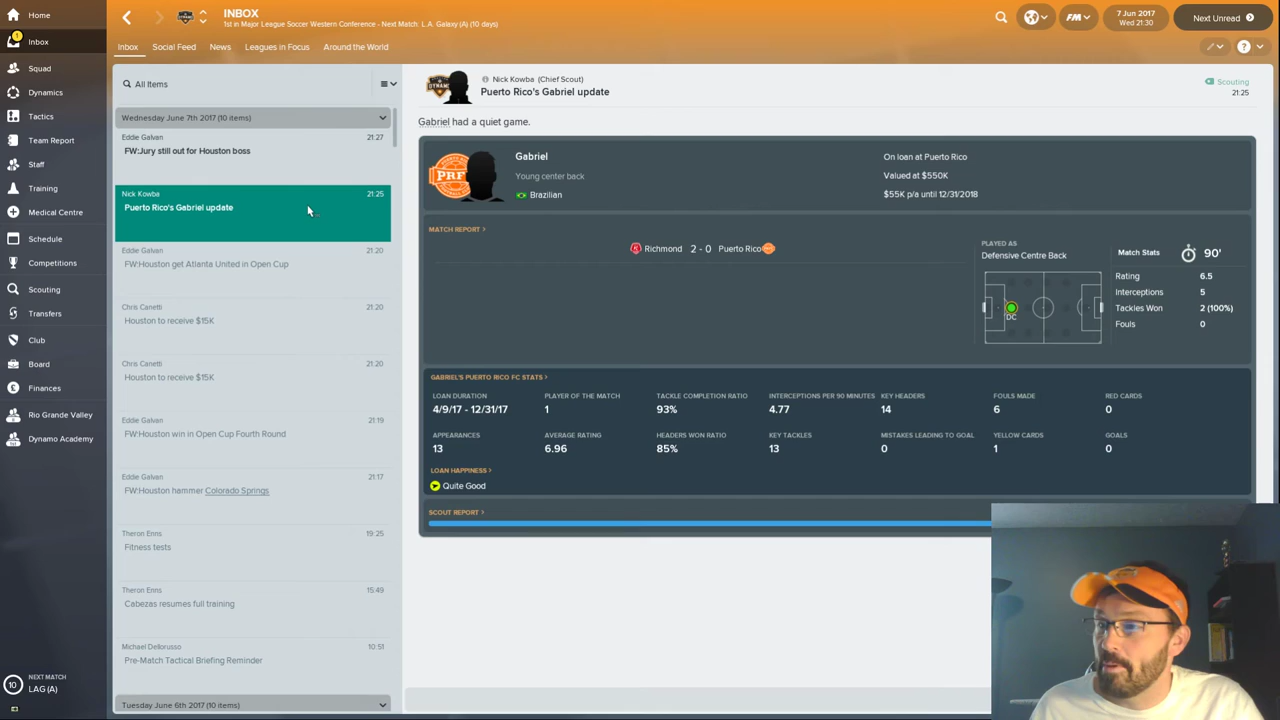 Home
Inbox
1
Squad
Dynamics
Tactics
Team Report
Staff
Training
Medical Centre
Schedule
Competitions
Scouting
Transfers
Club
Board
Finances
Rio Grande Valley
Dynamo Academy
10
NEXT MATCH
LAG (A)
INBOX
1st in Major League Soccer Western Conference - Next Match: L.A. Galaxy (A) (10 days)
FM
7 Jun 2017
Wed 21:30
Next Unread
Inbox
Social Feed
News
Leagues in Focus
Around the World
?
All Items
Wednesday June 7th 2017 (10 items)
Eddie Galvan 21:27
FW:Jury still out for Houston boss
Nick Kowba 21:25
Puerto Rico's Gabriel update
Eddie Galvan 21:20
FW:Houston get Atlanta United in Open Cup
Chris Canetti 21:20
Houston to receive $15K
Chris Canetti 21:20
Houston to receive $15K
Eddie Galvan 21:19
FW:Houston win in Open Cup Fourth Round
Eddie Galvan 21:17
FW:Houston hammer Colorado Springs
Theron Enns 19:25
Fitness tests
Theron Enns 15:49
Cabezas resumes full training
Michael Dellorusso 10:51
Pre-Match Tactical Briefing Reminder
Tuesday June 6th 2017 (10 items)
DYNAMO
Nick Kowba (Chief Scout)
Puerto Rico's Gabriel update
Scouting
21:25
Gabriel had a quiet game.
PRF
Gabriel
Young center back
Brazilian
On loan at Puerto Rico
Valued at $550K
$55K p/a until 12/31/2018
MATCH REPORT >
Richmond 2 - 0 Puerto Rico
PLAYED AS
Defensive Centre Back
DC
Match Stats 90'
Rating 6.5
Interceptions 5
Tackles Won 2 (100%)
Fouls 0
GABRIEL'S PUERTO RICO FC STATS >
LOAN DURATION PLAYER OF THE MATCH TACKLE COMPLETION RATIO INTERCEPTIONS PER 90 MINUTES KEY HEADERS FOULS MADE RED CARDS
4/9/17 - 12/31/17 1 93% 4.77 14 6 0
APPEARANCES AVERAGE RATING HEADERS WON RATIO KEY TACKLES MISTAKES LEADING TO GOAL YELLOW CARDS GOALS
13 6.96 85% 13 0 1 0
LOAN HAPPINESS >
Quite Good
SCOUT REPORT >